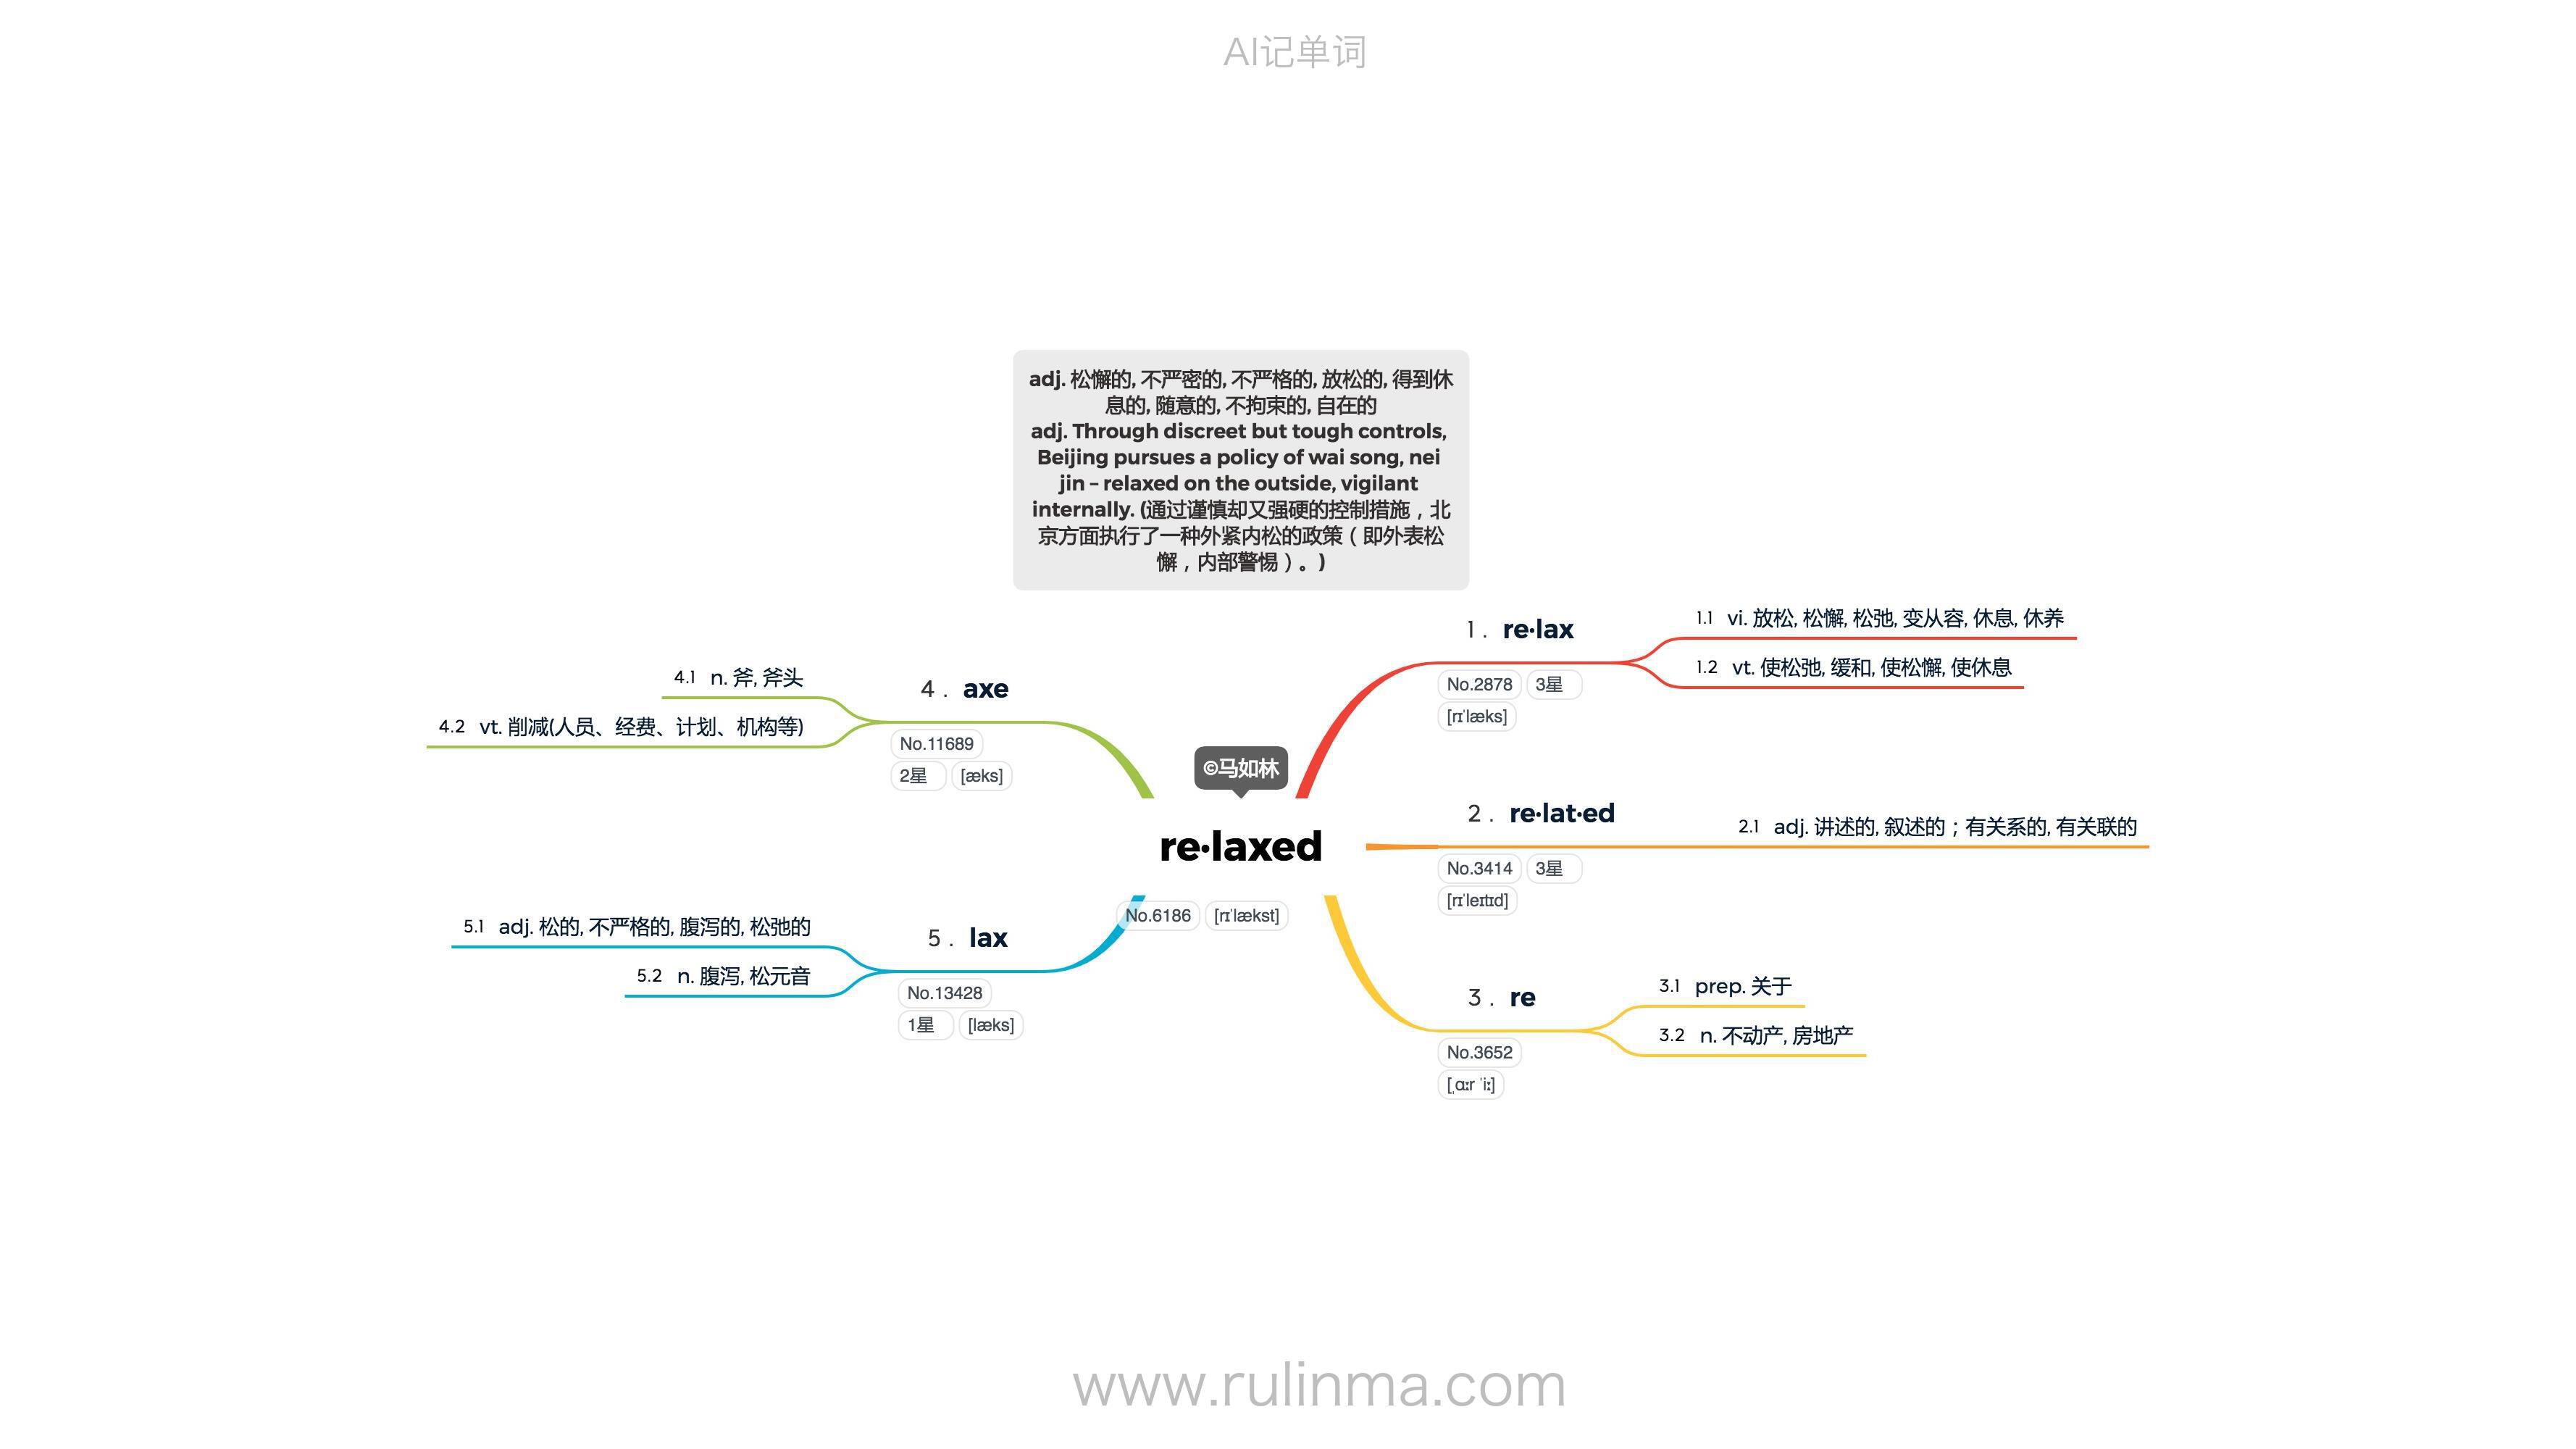 AI记单词
adj. 松懈的, 不严密的, 不严格的, 放松的, 得到休
息的, 随意的, 不拘束的, 自在的
adj. Through discreet but tough controls,
Beijing pursues a policy of wai song, nei
jin – relaxed on the outside, vigilant
internally. (通过谨慎却又强硬的控制措施，北
京方面执行了一种外紧内松的政策（即外表松
懈，内部警惕）。)
©马如林
re·laxed
No.6186 [rɪˈlækst]
1 . re·lax
No.2878 3星
[rɪˈlæks]
1.1 vi. 放松, 松懈, 松弛, 变从容, 休息, 休养
1.2 vt. 使松弛, 缓和, 使松懈, 使休息
2 . re·lat·ed
No.3414 3星
[rɪˈleɪtɪd]
2.1 adj. 讲述的, 叙述的；有关系的, 有关联的
3 . re
No.3652
[ˌɑːr ˈiː]
3.1 prep. 关于
3.2 n. 不动产, 房地产
4 . axe
No.11689
2星 [æks]
4.1 n. 斧, 斧头
4.2 vt. 削减(人员、经费、计划、机构等)
5 . lax
No.13428
1星 [læks]
5.1 adj. 松的, 不严格的, 腹泻的, 松弛的
5.2 n. 腹泻, 松元音
www.rulinma.com